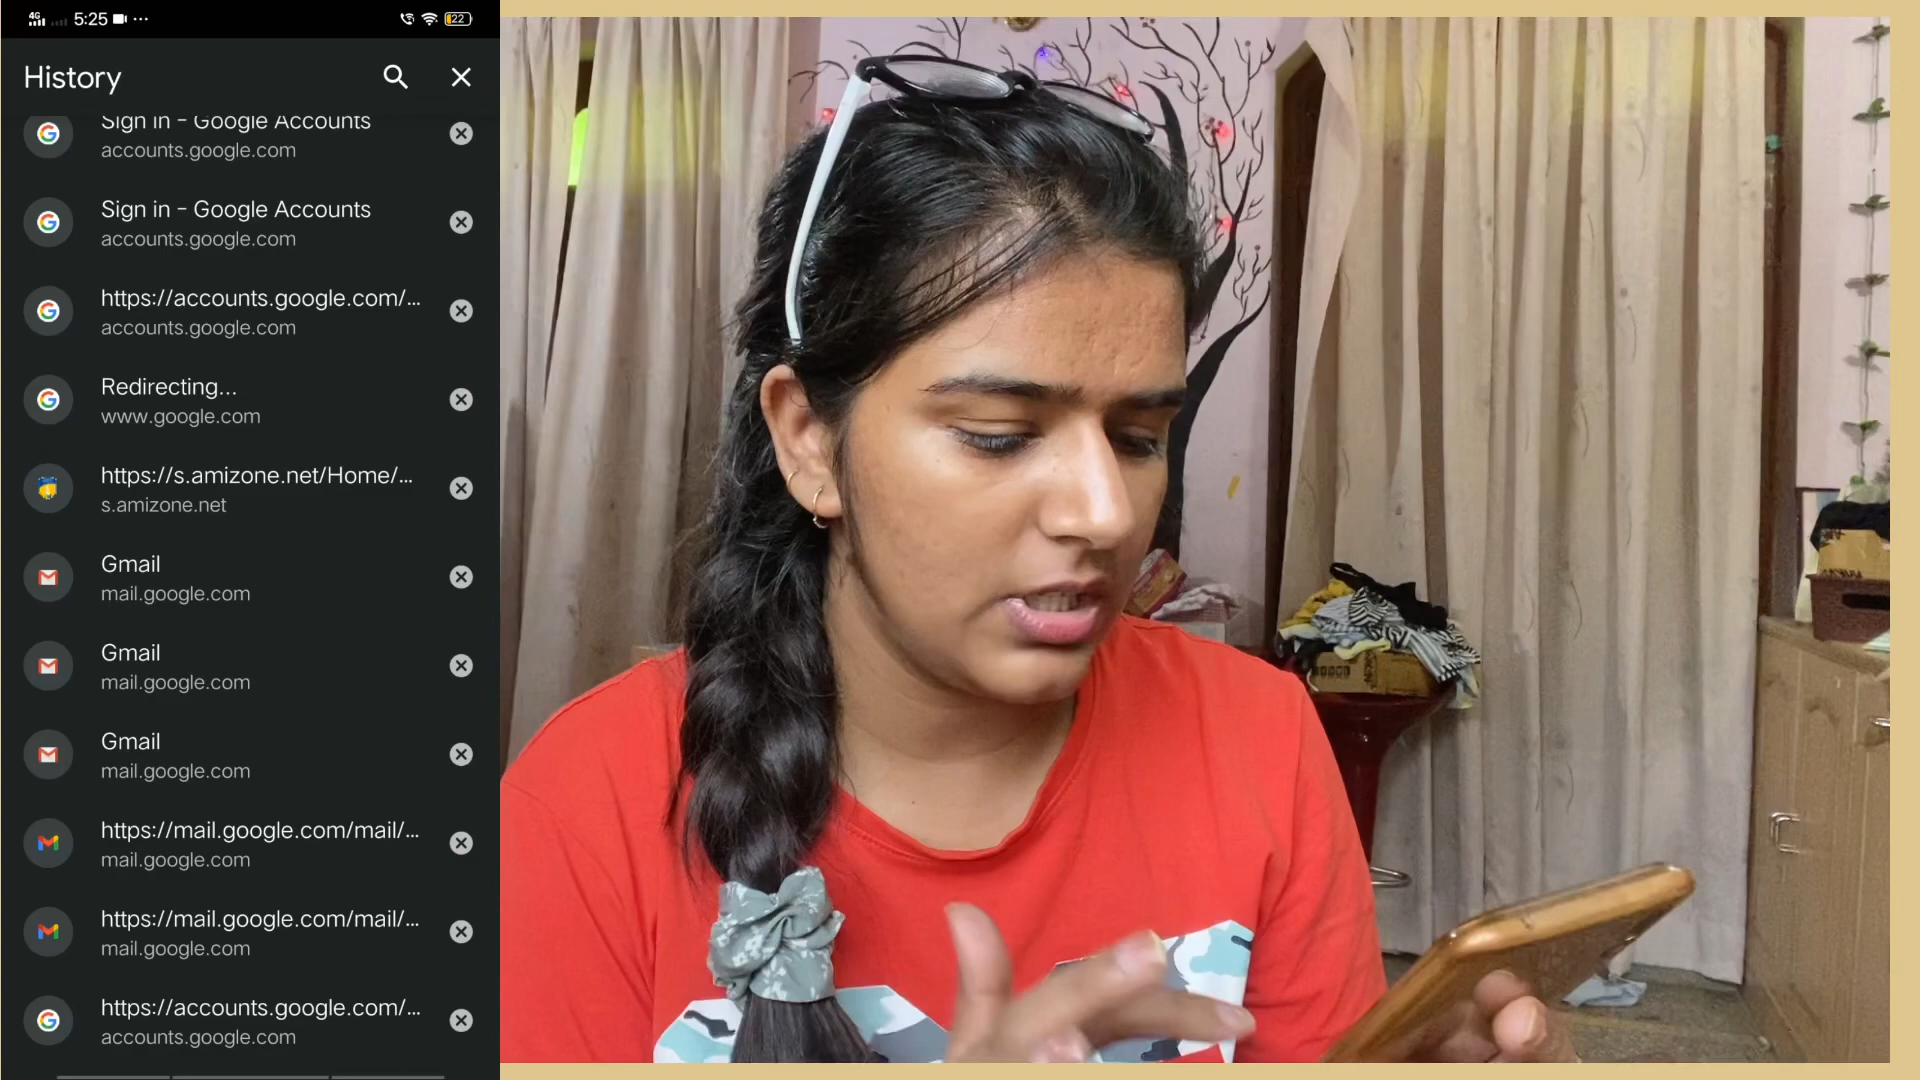 4G 5:25 ... 22
History
Sign in - Google Accounts
accounts.google.com
Sign in - Google Accounts
accounts.google.com
https://accounts.google.com/...
accounts.google.com
Redirecting...
www.google.com
https://s.amizone.net/Home/...
s.amizone.net
Gmail
mail.google.com
Gmail
mail.google.com
Gmail
mail.google.com
https://mail.google.com/mail/...
mail.google.com
https://mail.google.com/mail/...
mail.google.com
https://accounts.google.com/...
accounts.google.com